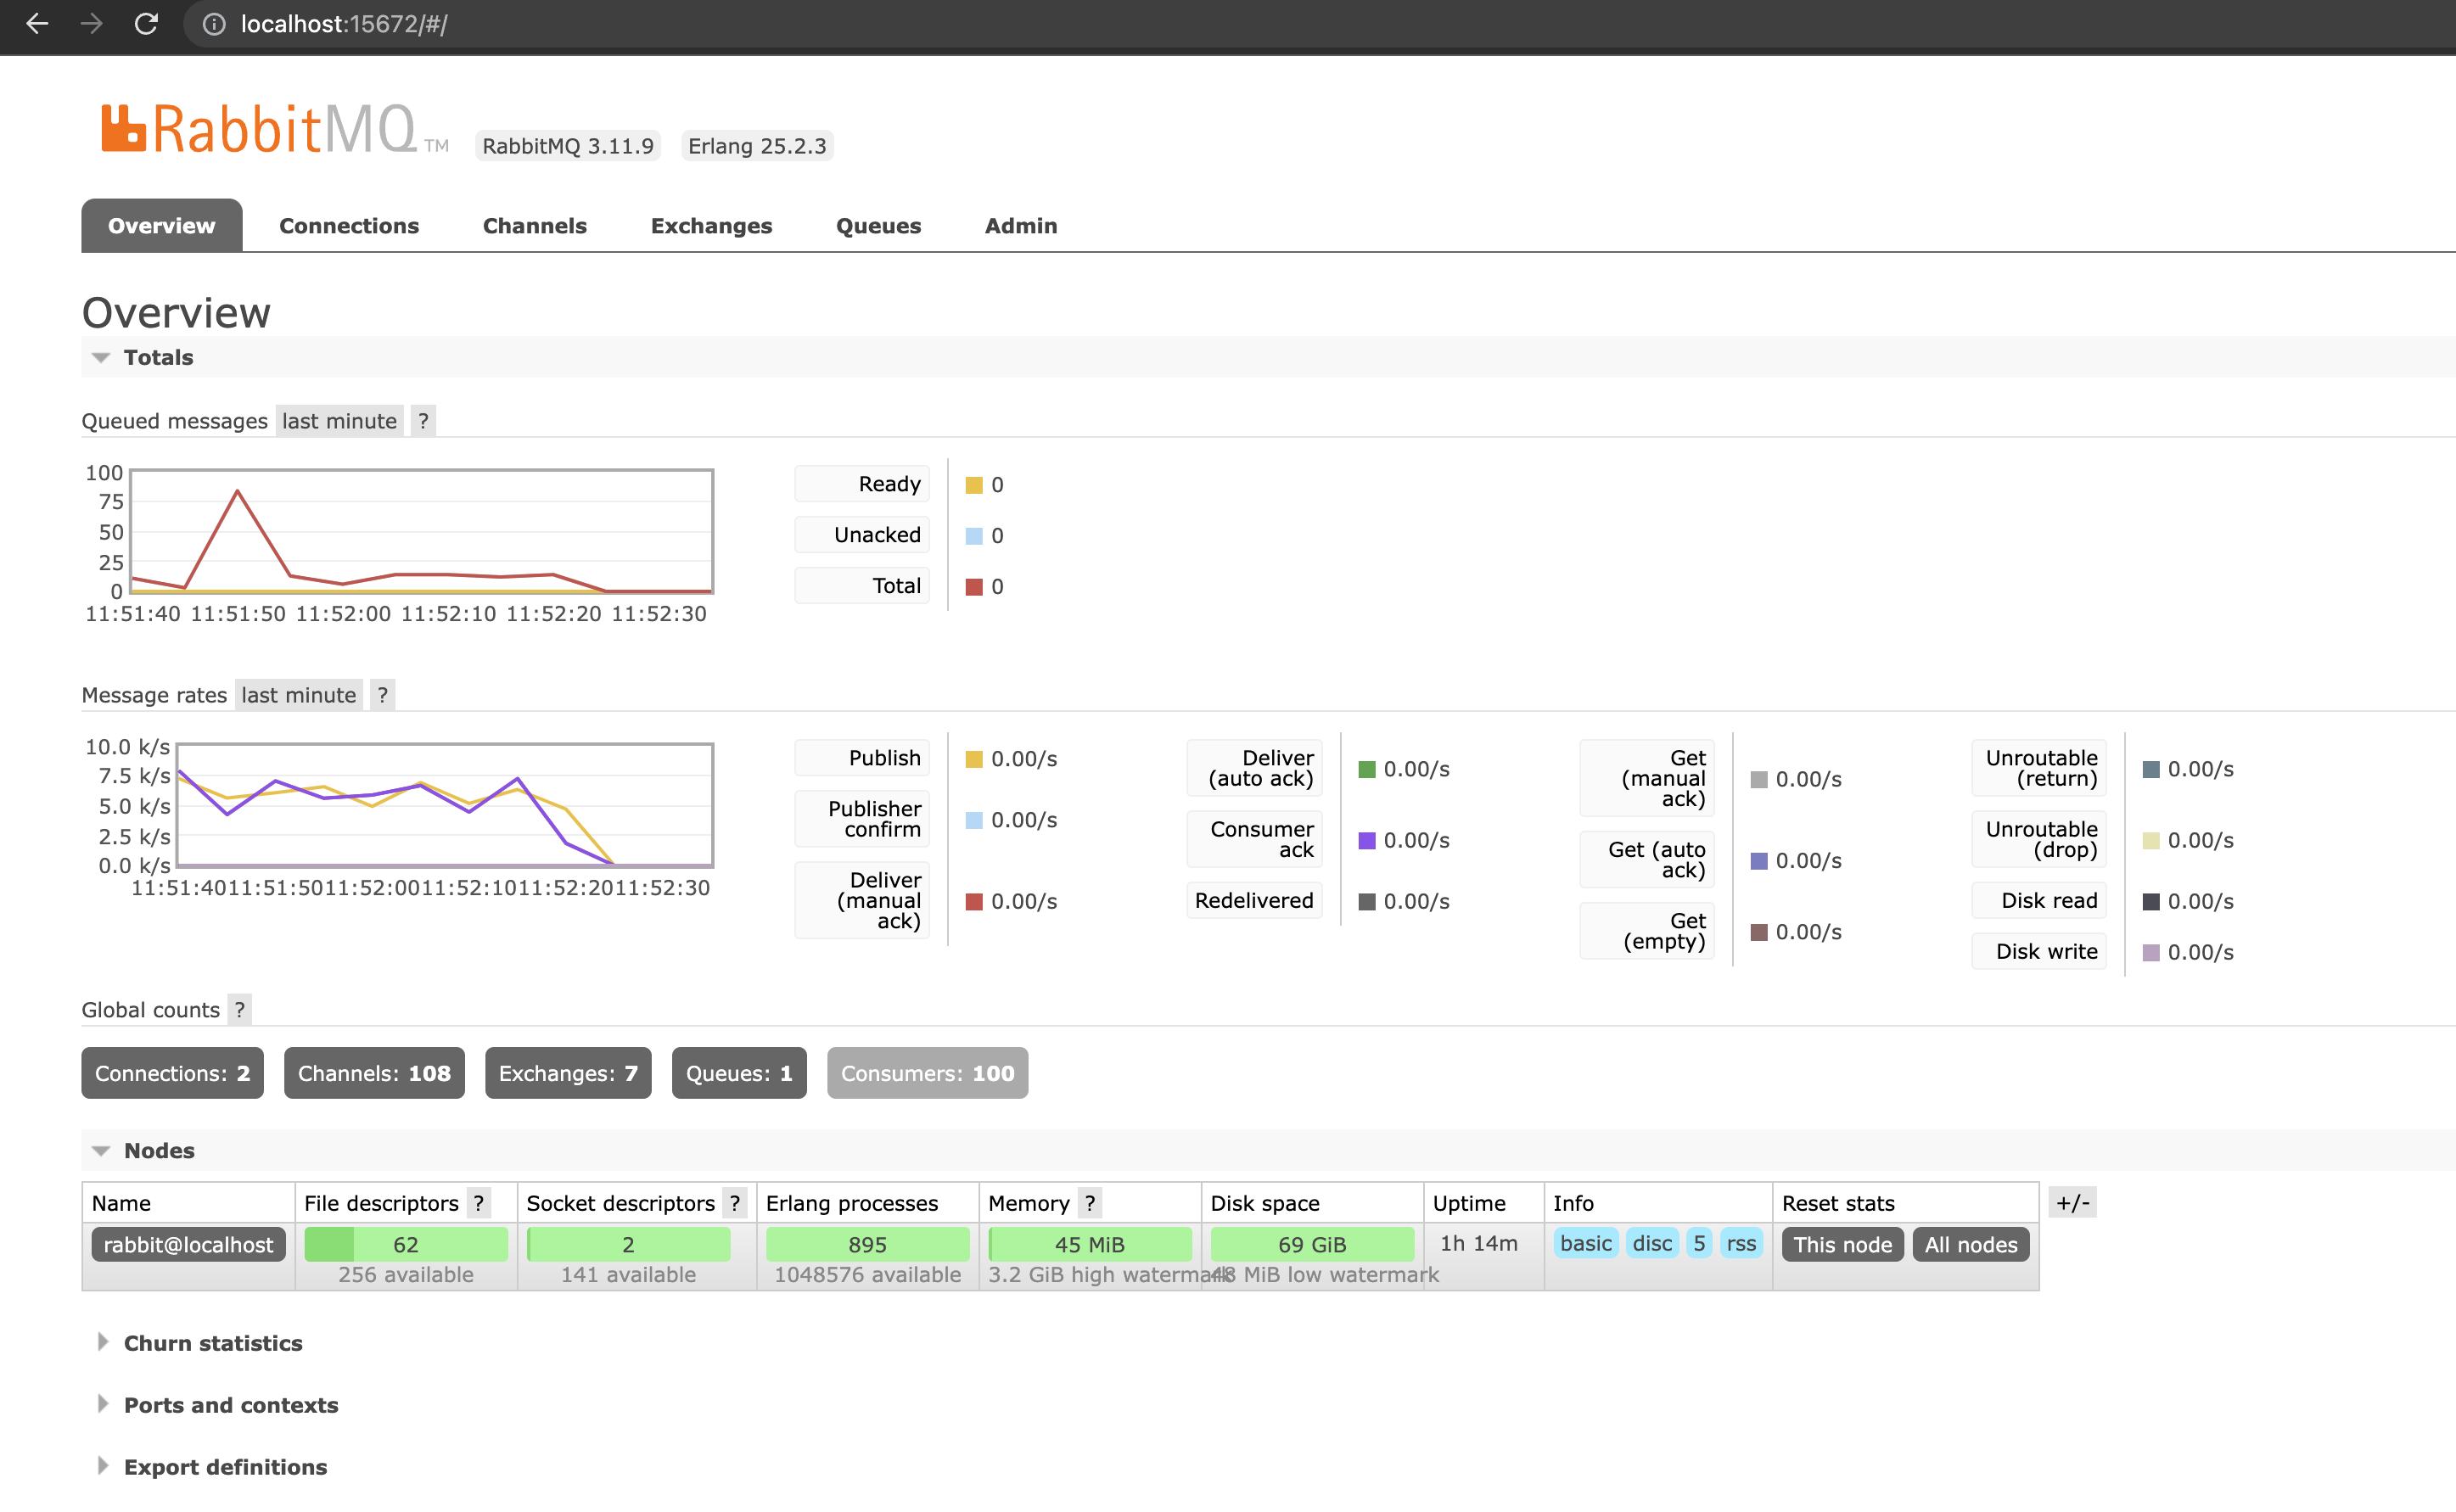 localhost:15672/#/
RabbitMQ TM RabbitMQ 3.11.9 Erlang 25.2.3
Overview Connections Channels Exchanges Queues Admin
Overview
Totals
Queued messages last minute ?
100
75
50
25
0
11:51:40 11:51:50 11:52:00 11:52:10 11:52:20 11:52:30
Ready 0
Unacked 0
Total 0
Message rates last minute ?
10.0 k/s
7.5 k/s
5.0 k/s
2.5 k/s
0.0 k/s
11:51:40 11:51:50 11:52:00 11:52:10 11:52:20 11:52:30
Publish 0.00/s
Publisher
confirm 0.00/s
Deliver
(manual
ack) 0.00/s
Deliver
(auto ack) 0.00/s
Consumer
ack 0.00/s
Redelivered 0.00/s
Get
(manual
ack) 0.00/s
Get (auto
ack) 0.00/s
Get
(empty) 0.00/s
Unroutable
(return) 0.00/s
Unroutable
(drop) 0.00/s
Disk read 0.00/s
Disk write 0.00/s
Global counts ?
Connections: 2 Channels: 108 Exchanges: 7 Queues: 1 Consumers: 100
Nodes
Name File descriptors ? Socket descriptors ? Erlang processes Memory ? Disk space Uptime Info Reset stats +/-
rabbit@localhost 62 2 895 45 MiB 69 GiB 1h 14m basic disc 5 rss This node All nodes
256 available 141 available 1048576 available 3.2 GiB high watermark 48 MiB low watermark
Churn statistics
Ports and contexts
Export definitions